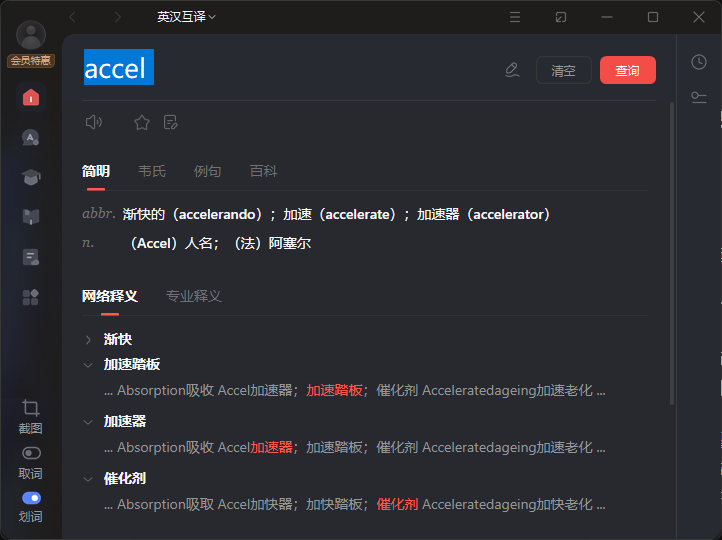 英汉互译
会员特惠
accel
清空
查询
简明 韦氏 例句 百科
abbr. 渐快的（accelerando）；加速（accelerate）；加速器（accelerator）
n. （Accel）人名；（法）阿塞尔
网络释义 专业释义
渐快
加速踏板
... Absorption吸收 Accel加速器；加速踏板；催化剂 Acceleratedageing加速老化 ...
加速器
... Absorption吸收 Accel加速器；加速踏板；催化剂 Acceleratedageing加速老化 ...
催化剂
... Absorption吸取 Accel加快器；加快踏板；催化剂 Acceleratedageing加快老化 ...
截图
取词
划词